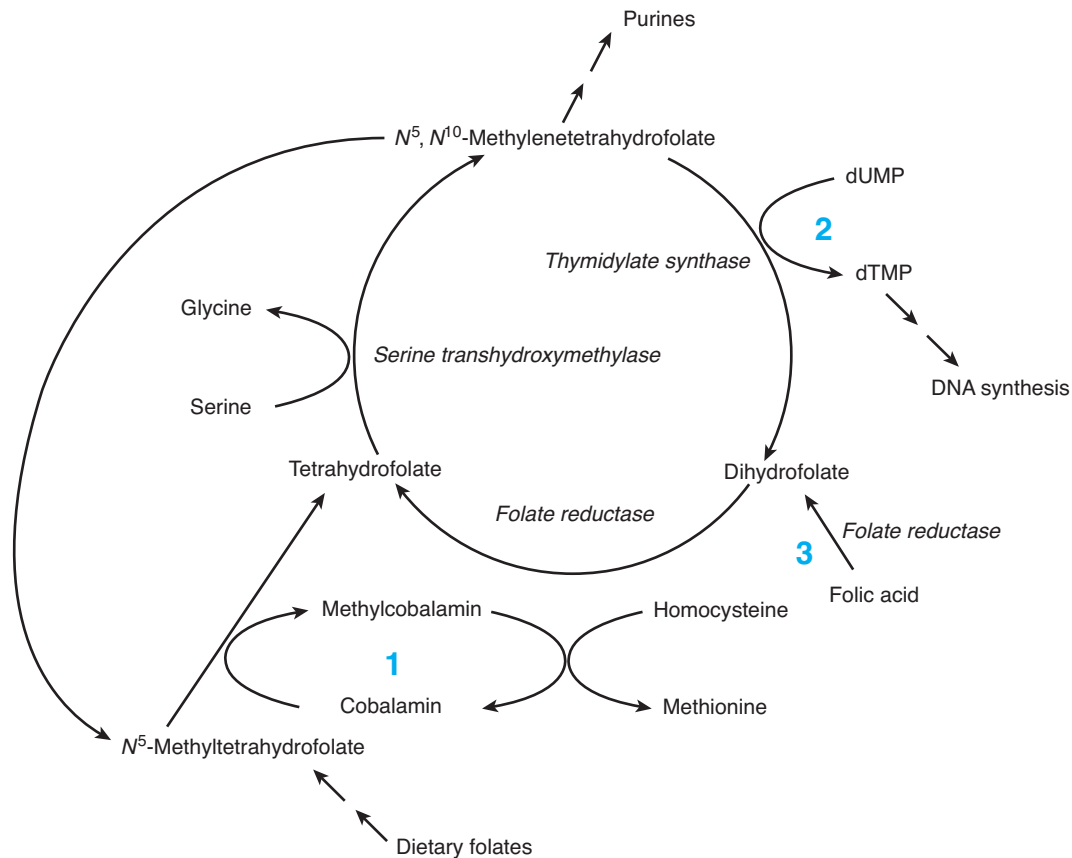 Purines
N⁵, N¹⁰-Methylenetetrahydrofolate
dUMP
2
Thymidylate synthase
dTMP
Glycine
Serine transhydroxymethylase
DNA synthesis
Serine
Tetrahydrofolate
Dihydrofolate
Folate reductase
Folate reductase
3
Folic acid
Methylcobalamin
Homocysteine
1
Cobalamin
Methionine
N⁵-Methyltetrahydrofolate
Dietary folates